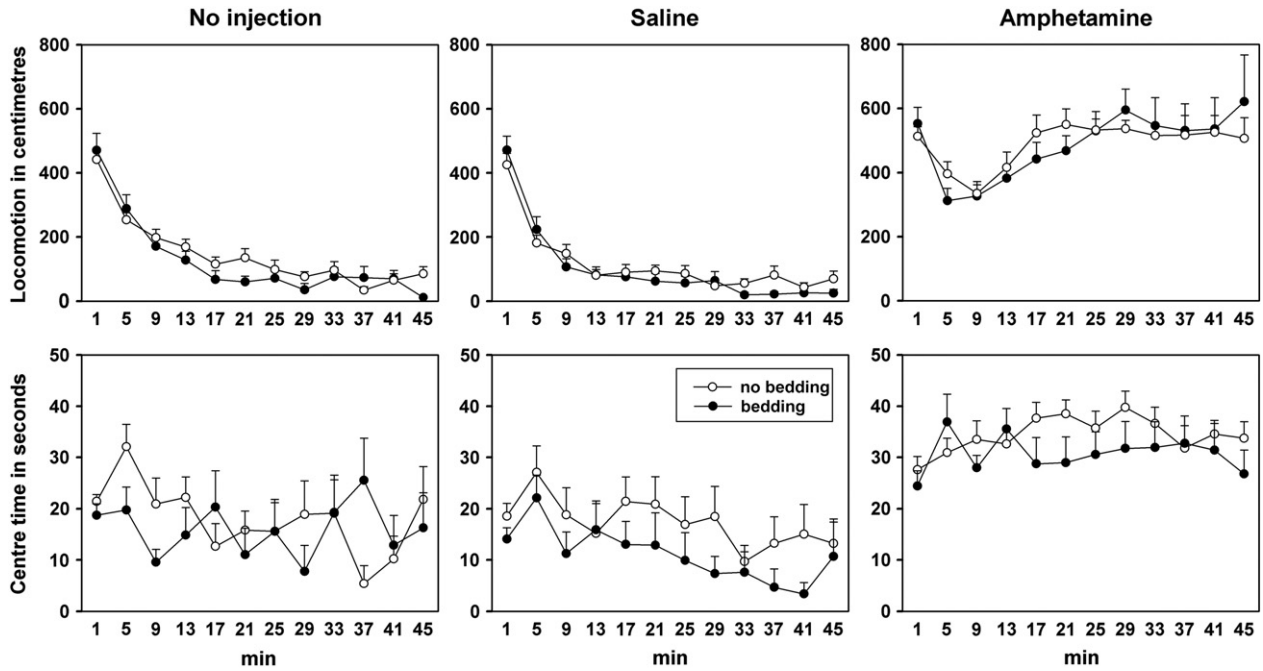 No injection Saline Amphetamine
Locomotion in centimetres
800 800 800
600 600 600
400 400 400
200 200 200
0 0 0
1 5 9 13 17 21 25 29 33 37 41 45 1 5 9 13 17 21 25 29 33 37 41 45 1 5 9 13 17 21 25 29 33 37 41 45
Centre time in seconds
50 50 50
40 40 40
no bedding
bedding
30 30 30
20 20 20
10 10 10
0 0 0
1 5 9 13 17 21 25 29 33 37 41 45 1 5 9 13 17 21 25 29 33 37 41 45 1 5 9 13 17 21 25 29 33 37 41 45
min min min